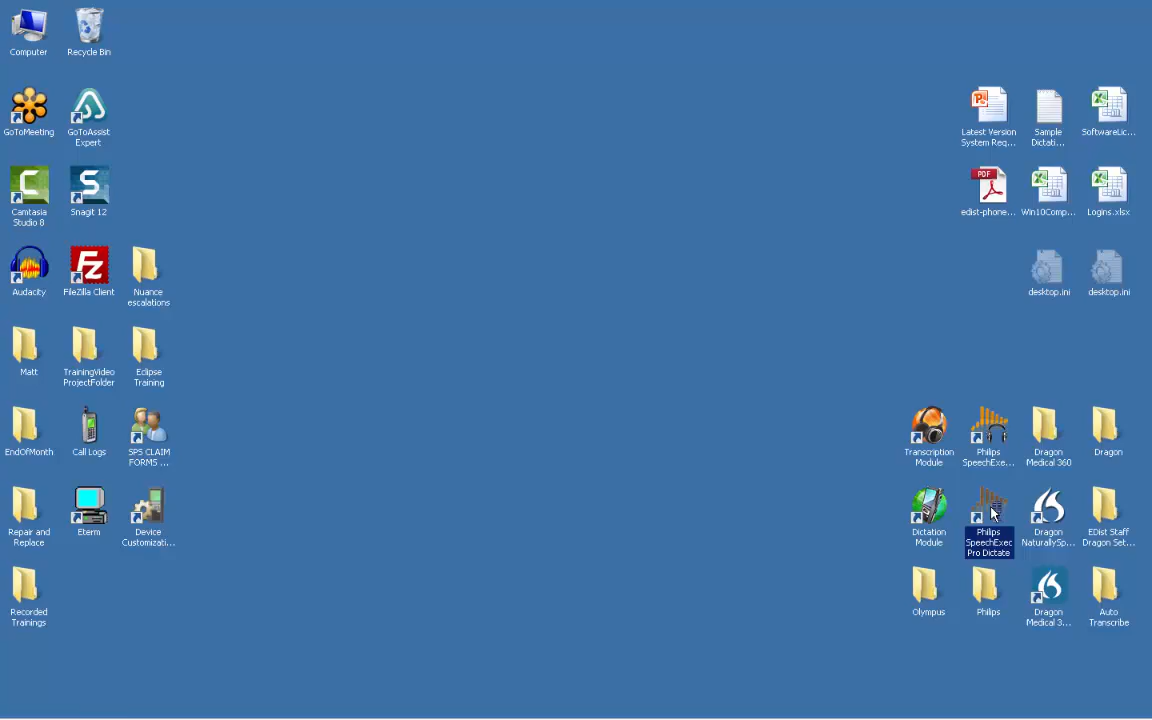 Computer
Recycle Bin
GoToMeeting
GoToAssist
Expert
Latest Version
System Req...
Sample
Dictati...
SoftwareLic...
Camtasia
Studio 8
Snagit 12
PDF
edist-phone...
Win10Comp...
Logins.xlsx
Audacity
FileZilla Client
Nuance
escalations
desktop.ini
desktop.ini
Matt
TrainingVideo
ProjectFolder
Eclipse
Training
EndOfMonth
Call Logs
SPS CLAIM
FORMS ...
Transcription
Module
Philips
SpeechExe...
Dragon
Medical 360
Dragon
Repair and
Replace
Eterm
Device
Customizati...
Dictation
Module
Philips
SpeechExec
Pro Dictate
Dragon
NaturallySp...
EDist Staff
Dragon Set...
Recorded
Trainings
Olympus
Philips
Dragon
Medical 3...
Auto
Transcribe